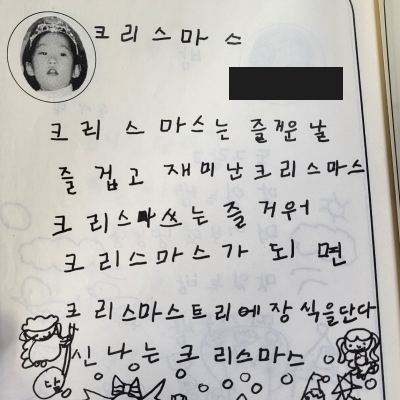 크리스마스
크리스마스는 즐거운날
즐겁고 재미난크리스마스
크리스마쓰는즐거워
크리스마스가 되면
크리스마스트리에장식을단다
신나는 크리스마스